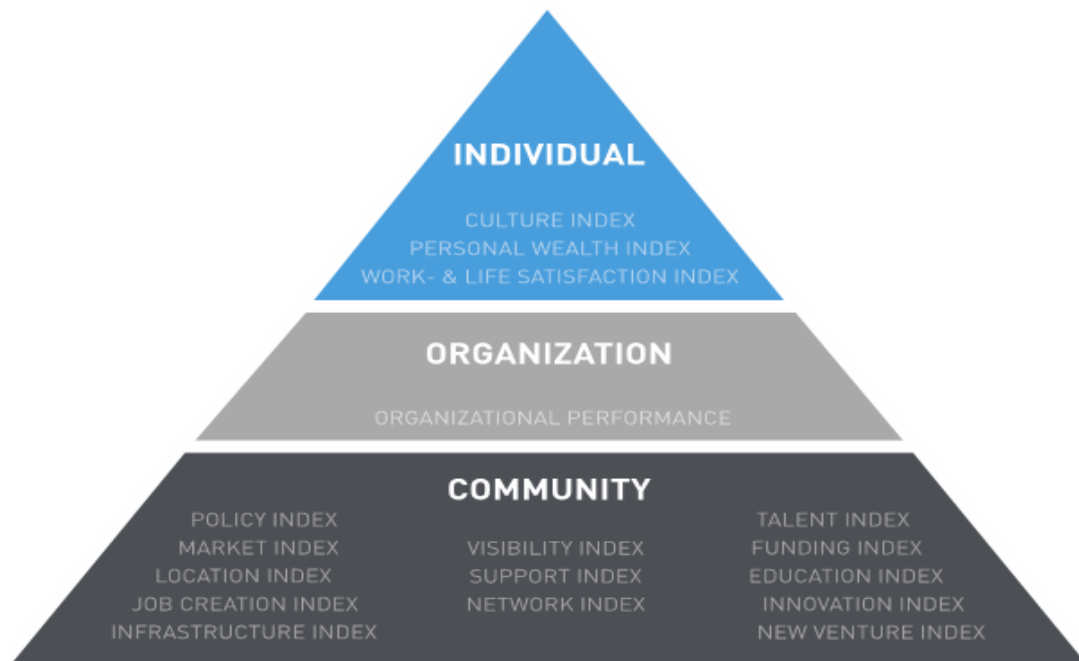 INDIVIDUAL
CULTURE INDEX
PERSONAL WEALTH INDEX
WORK- & LIFE SATISFACTION INDEX
ORGANIZATION
ORGANIZATIONAL PERFORMANCE
COMMUNITY
POLICY INDEX
MARKET INDEX
LOCATION INDEX
JOB CREATION INDEX
INFRASTRUCTURE INDEX
VISIBILITY INDEX
SUPPORT INDEX
NETWORK INDEX
TALENT INDEX
FUNDING INDEX
EDUCATION INDEX
INNOVATION INDEX
NEW VENTURE INDEX